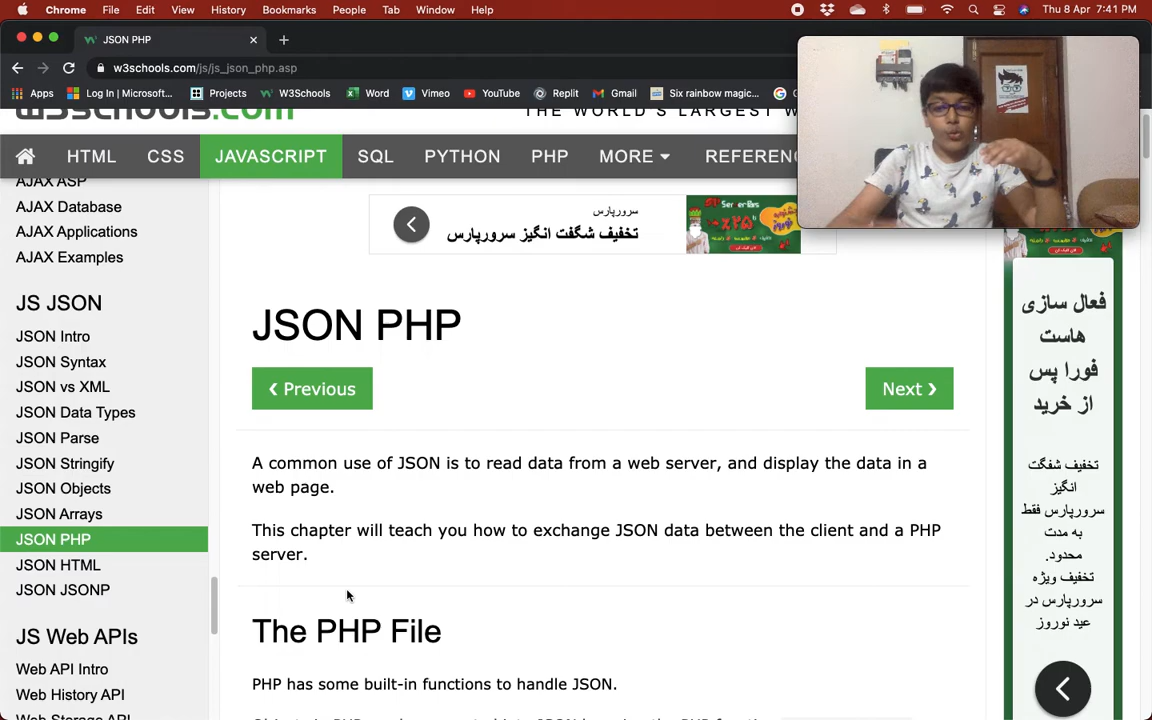 Chrome File Edit View History Bookmarks People Tab Window Help
Thu 8 Apr 7:41 PM
JSON PHP
w3schools.com/js/js_json_php.asp
Apps Log In | Microsoft... Projects W3Schools Word Vimeo YouTube Replit Gmail Six rainbow magic...
w3schools.com
THE WORLD'S LARGEST W
HTML CSS JAVASCRIPT SQL PYTHON PHP MORE REFEREN
AJAX ASP
AJAX Database
AJAX Applications
AJAX Examples
JS JSON
JSON Intro
JSON Syntax
JSON vs XML
JSON Data Types
JSON Parse
JSON Stringify
JSON Objects
JSON Arrays
JSON PHP
JSON HTML
JSON JSONP
JS Web APIs
Web API Intro
Web History API
Web Storage API
سرورپارس
تخفیف شگفت انگیز سرورپارس
JSON PHP
❮ Previous
Next ❯
A common use of JSON is to read data from a web server, and display the data in a
web page.
This chapter will teach you how to exchange JSON data between the client and a PHP
server.
The PHP File
PHP has some built-in functions to handle JSON.
فعال سازی
هاست
فورا پس
از خرید
تخفیف شفگت
انگیز
سرورپارس فقط
به مدت
محدود.
تخفیف ویژه
سرورپارس در
عید نوروز